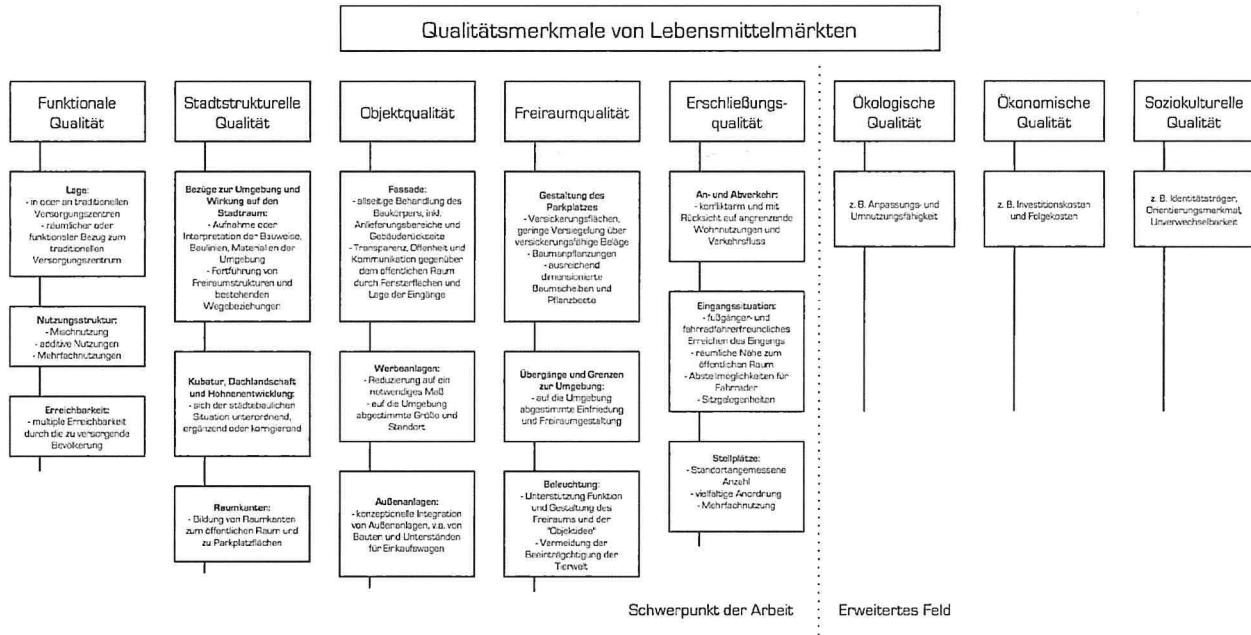 Qualitätsmerkmale von Lebensmittelmärkten
Funktionale
Qualität
Lage:
- in oder an traditionellen
Versorgungszentren
- räumlicher oder
funktionaler Bezug zum
traditionellen
Versorgungszentrum
Nutzungsstruktur:
- Mischnutzung
- additive Nutzungen
- Mehrfachnutzungen
Erreichbarkeit:
- multiple Erreichbarkeit
durch die zu versorgende
Bevölkerung
Stadtstrukturelle
Qualität
Bezüge zur Umgebung und
Wirkung auf den
Stadtraum:
- Aufnahme oder
Interpretation der Bauweise,
Baulinien, Materialien der
Umgebung
- Fortführung von
Freiraumstrukturen und
bestehenden
Wegebeziehungen
Kubatur, Dachlandschaft
und Höhenentwicklung:
- sich der städtebaulichen
Situation unterordnend,
ergänzend oder korrigierend
Raumkanten:
- Bildung von Raumkanten
zum öffentlichen Raum und
zu Parkplatzflächen
Objektqualität
Fassade:
- allseitige Behandlung des
Baukörpers, inkl.
Anlieferungsbereiche und
Gebäuderückseite
- Transparenz, Offenheit und
Kommunikation gegenüber
dem öffentlichen Raum
durch Fensterflächen und
Lage der Eingänge
Werbeanlagen:
- Reduzierung auf ein
notwendiges Maß
- auf die Umgebung
abgestimmte Größe und
Standort
Außenanlagen:
- konzeptionelle Integration
von Außenanlagen, v.a. von
Bauten und Unterständen
für Einkaufswagen
Freiraumqualität
Gestaltung des
Parkplatzes
- Versickerungsflächen,
geringe Versiegelung über
versickerungsfähige Beläge
- Baumanpflanzungen
- ausreichend
dimensionierte
Baumscheiben und
Pflanzbeete
Übergänge und Grenzen
zur Umgebung:
- auf die Umgebung
abgestimmte Einfriedung
und Freiraumgestaltung
Beleuchtung:
- Unterstützung Funktion
und Gestaltung des
Freiraums und der
"Objektidee"
- Vermeidung der
Beeinträgchtigung der
Tierwelt
Erschließungs-
qualität
An- und Abverkehr:
- konfliktarm und mit
Rücksicht auf angrenzende
Wohnnutzungen und
Verkehrsfluss
Eingangssituation:
- fußgänger- und
fahrradfahrerfreundliches
Erreichen des Eingangs
- räumliche Nähe zum
öffentlichen Raum
- Abstellmöglichkeiten für
Fahrräder
- Sitzgelegenheiten
Stellplätze:
- Standortangemessene
Anzahl
- vielfältige Anordnung
- Mehrfachnutzung
Ökologische
Qualität
z. B. Anpassungs- und
Umnutzungsfähigkeit
Ökonomische
Qualität
z. B. Investitionskosten
und Folgekosten
Soziokulturelle
Qualität
z. B. Identitätsträger,
Orientierungsmerkmal,
Unverwechselbarkeit
Schwerpunkt der Arbeit
Erweitertes Feld